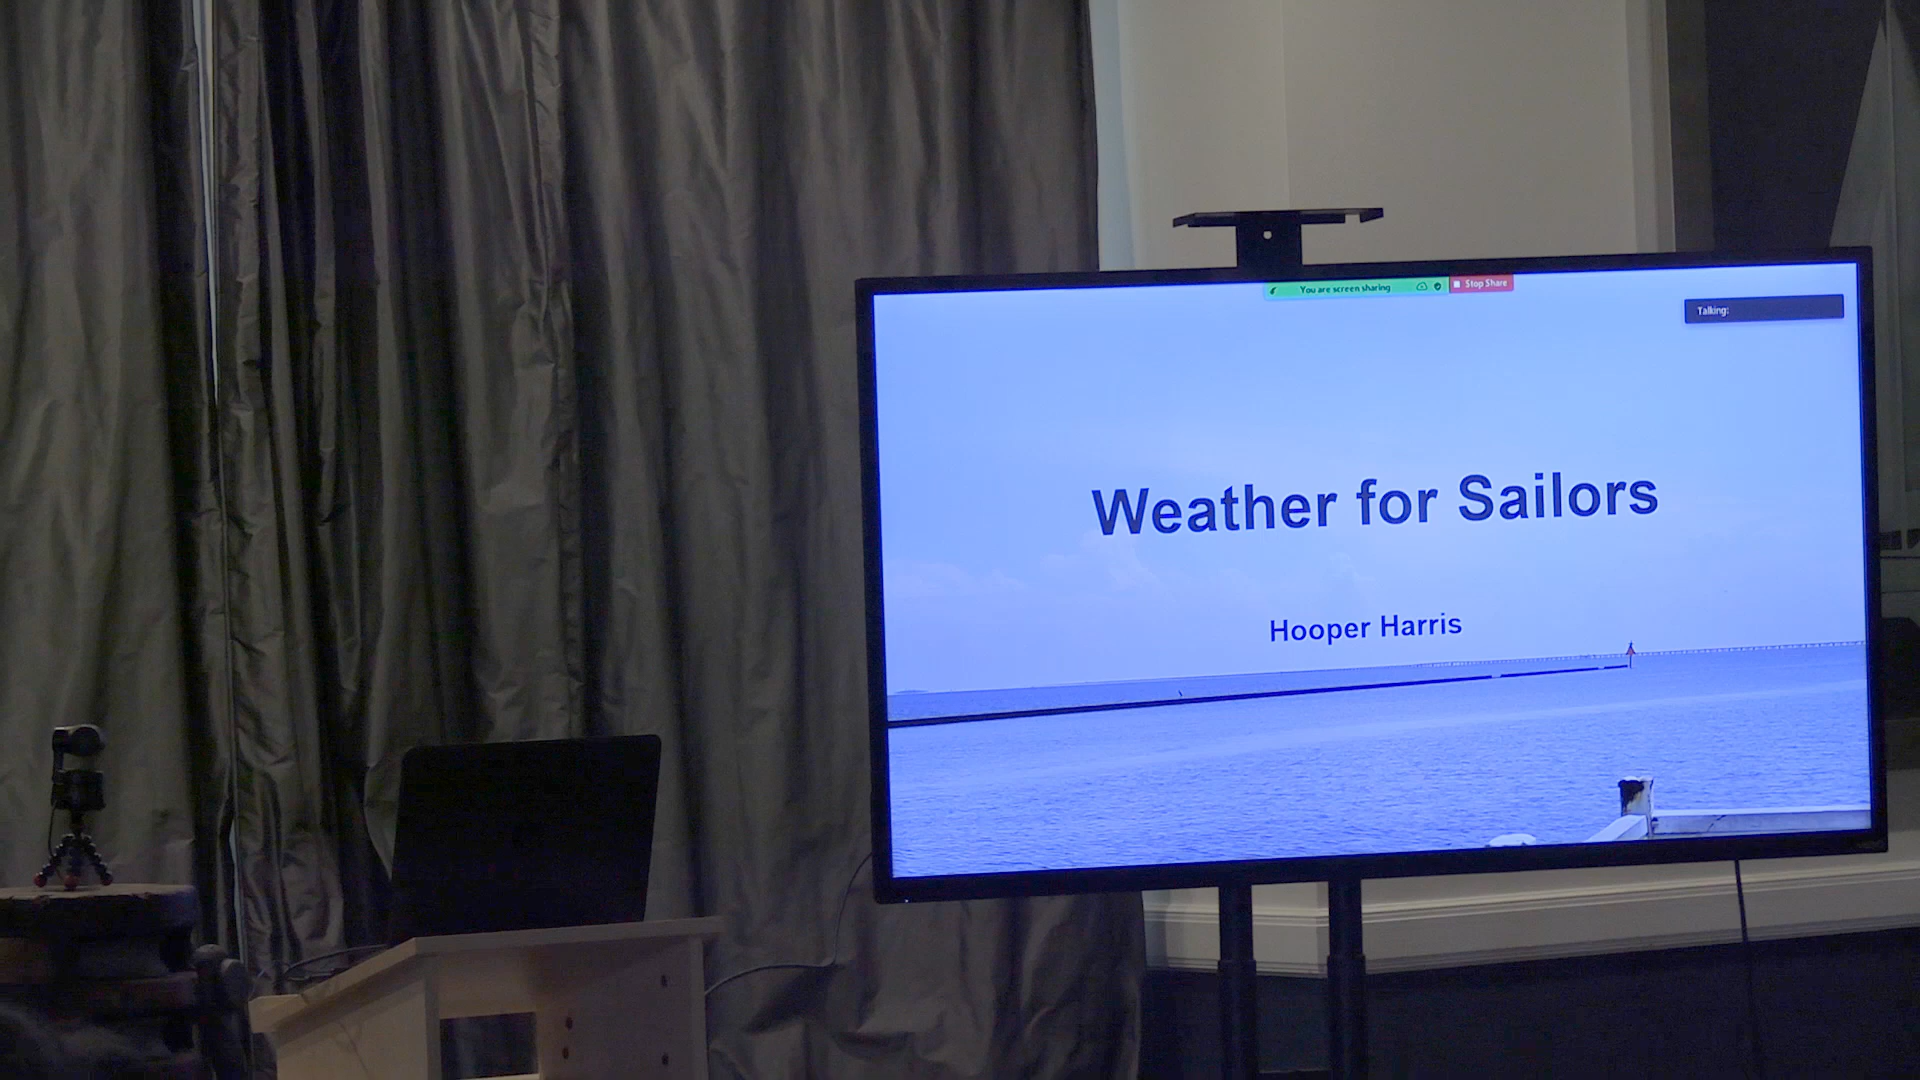 You are screen sharing
Stop Share
Talking:
Weather for Sailors
Hooper Harris